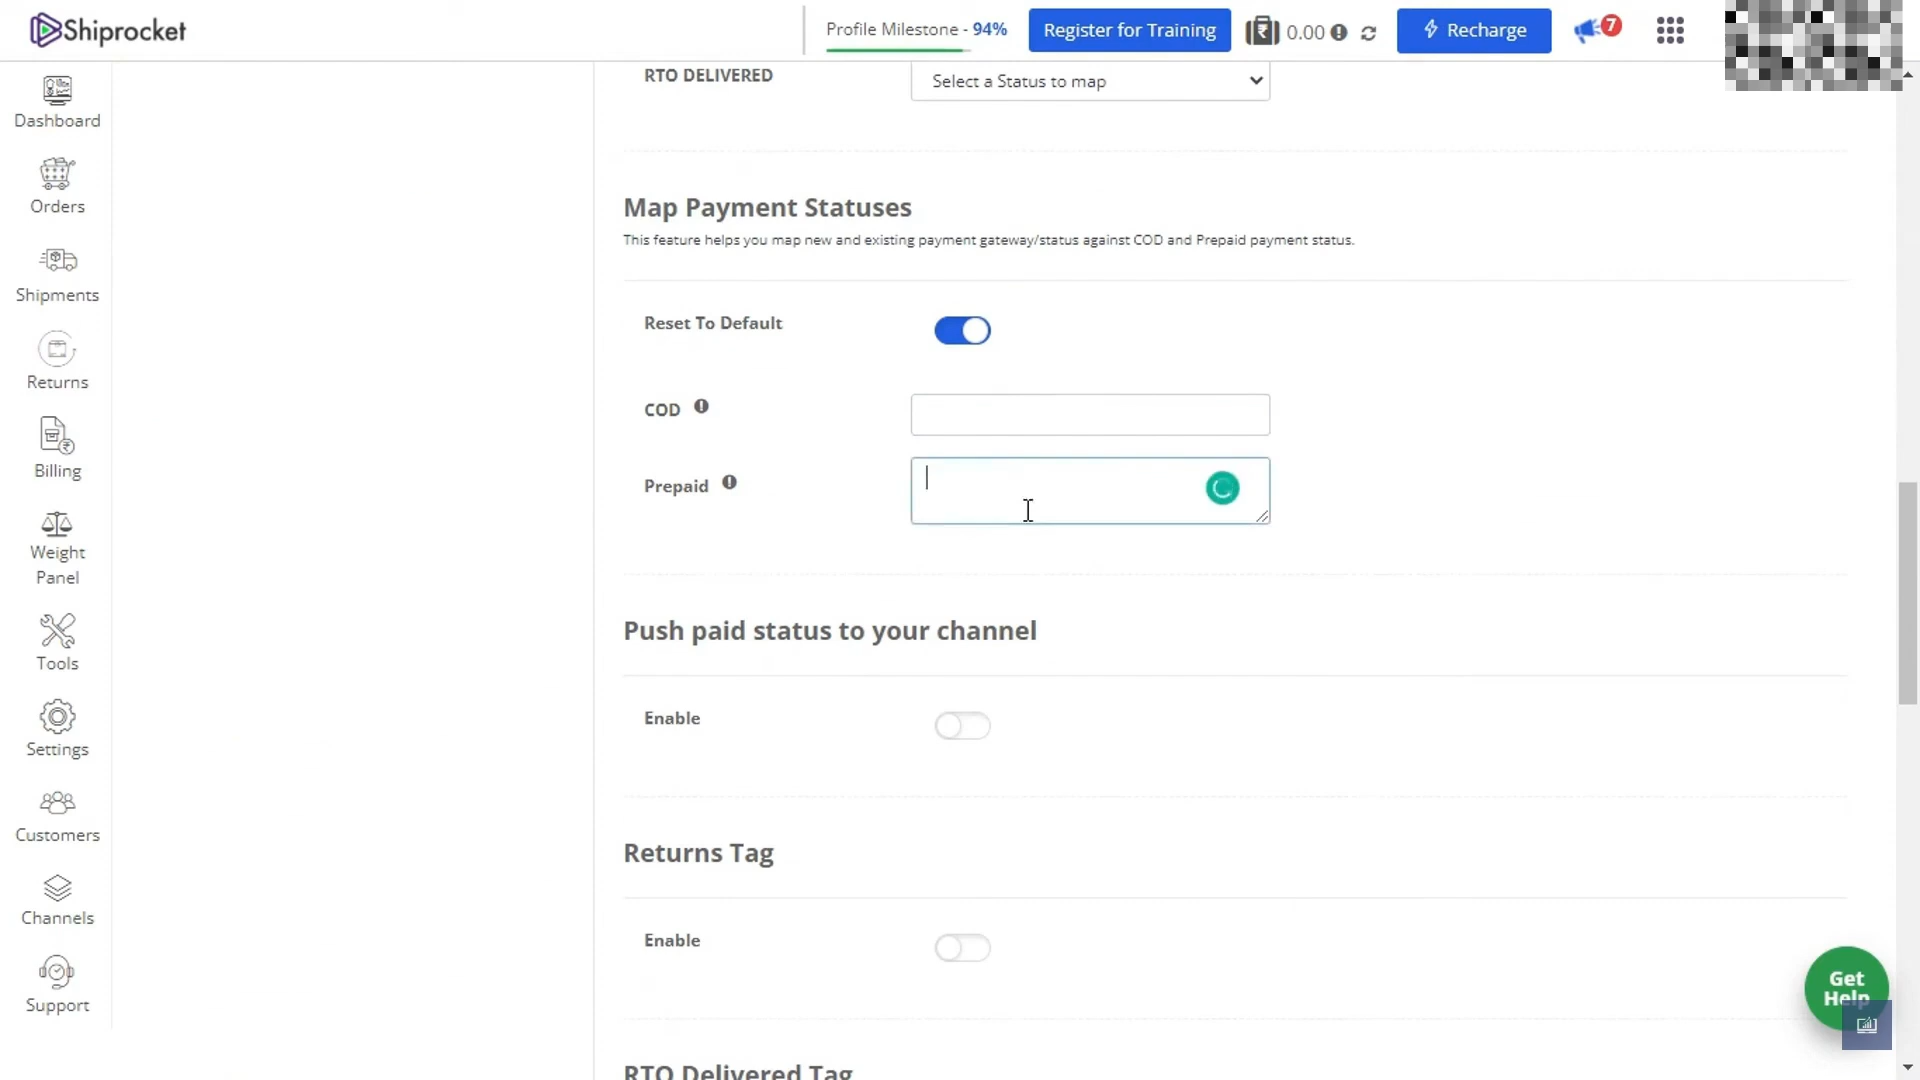 Shiprocket
Profile Milestone - 94%
Register for Training
0.00
Recharge
7
Dashboard
Orders
Shipments
Returns
Billing
Weight
Panel
Tools
Settings
Customers
Channels
Support
RTO DELIVERED
Select a Status to map
Map Payment Statuses
This feature helps you map new and existing payment gateway/status against COD and Prepaid payment status.
Reset To Default
COD
Prepaid
Push paid status to your channel
Enable
Returns Tag
Enable
RTO Delivered Tag
Get
Help